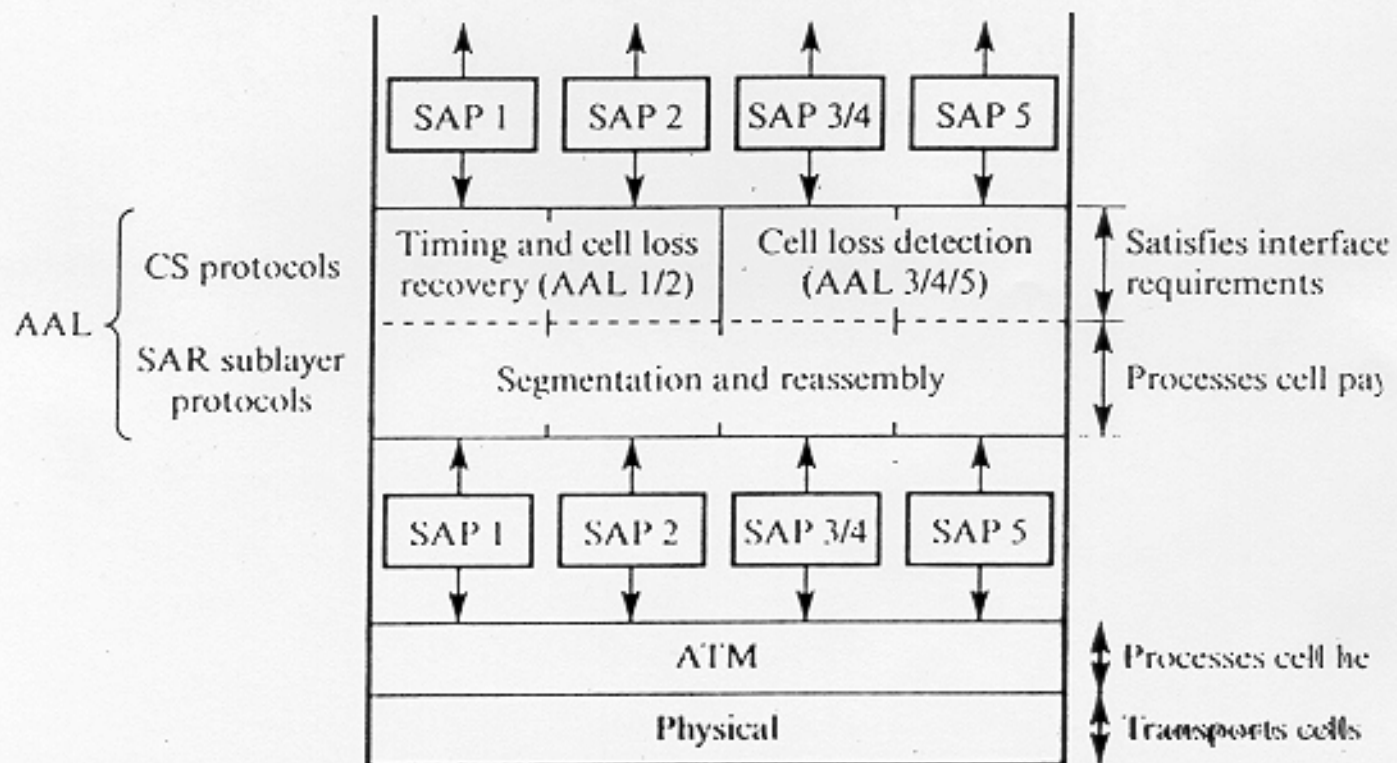 SAP 1
SAP 2
SAP 3/4
SAP 5
AAL
CS protocols
SAR sublayer
protocols
Timing and cell loss
recovery (AAL 1/2)
Cell loss detection
(AAL 3/4/5)
Satisfies interface
requirements
Segmentation and reassembly
Processes cell pay
SAP 1
SAP 2
SAP 3/4
SAP 5
ATM
Processes cell he
Physical
Transports cells